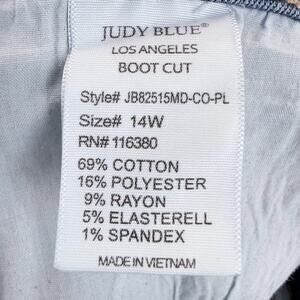 JUDY BLUE®
LOS ANGELES
BOOT CUT
Style# JB82515MD-CO-PL
Size# 14W
RN# 116380
69% COTTON
16% POLYESTER
9% RAYON
5% ELASTERELL
1% SPANDEX
MADE IN VIETNAM